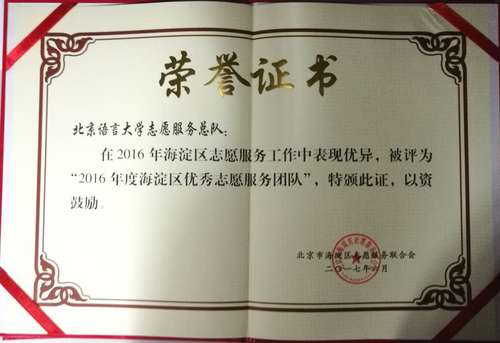 荣誉证书
北京语言大学志愿服务总队：
在2016年海淀区志愿服务工作中表现优异，被评为
“2016年度海淀区优秀志愿服务团队”，特颁此证，以资
鼓励。
北京市海淀区志愿服务联合会
二〇一七年六月